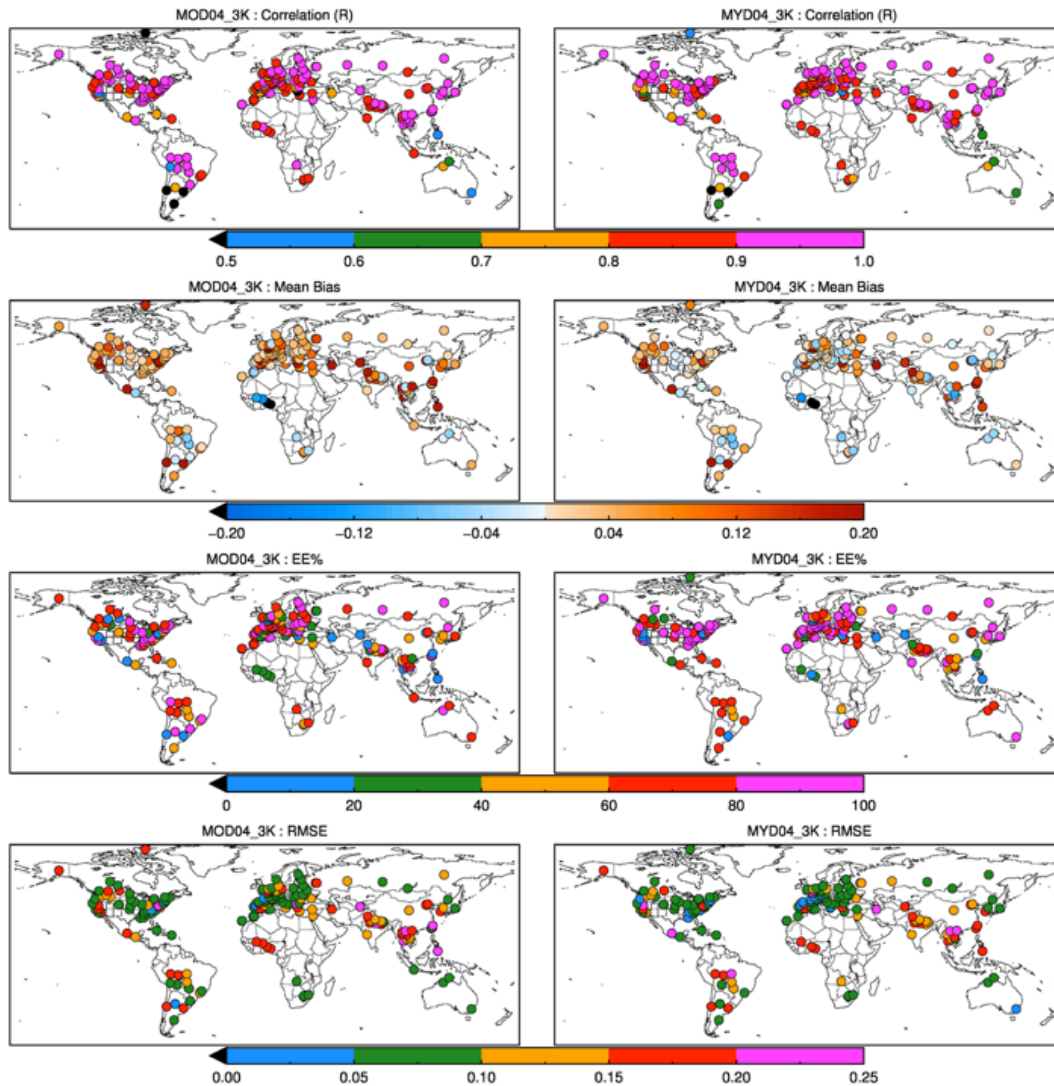 MOD04_3K : Correlation (R)
MYD04_3K : Correlation (R)
0.5 0.6 0.7 0.8 0.9 1.0
MOD04_3K : Mean Bias
MYD04_3K : Mean Bias
−0.20 −0.12 −0.04 0.04 0.12 0.20
MOD04_3K : EE%
MYD04_3K : EE%
0 20 40 60 80 100
MOD04_3K : RMSE
MYD04_3K : RMSE
0.00 0.05 0.10 0.15 0.20 0.25